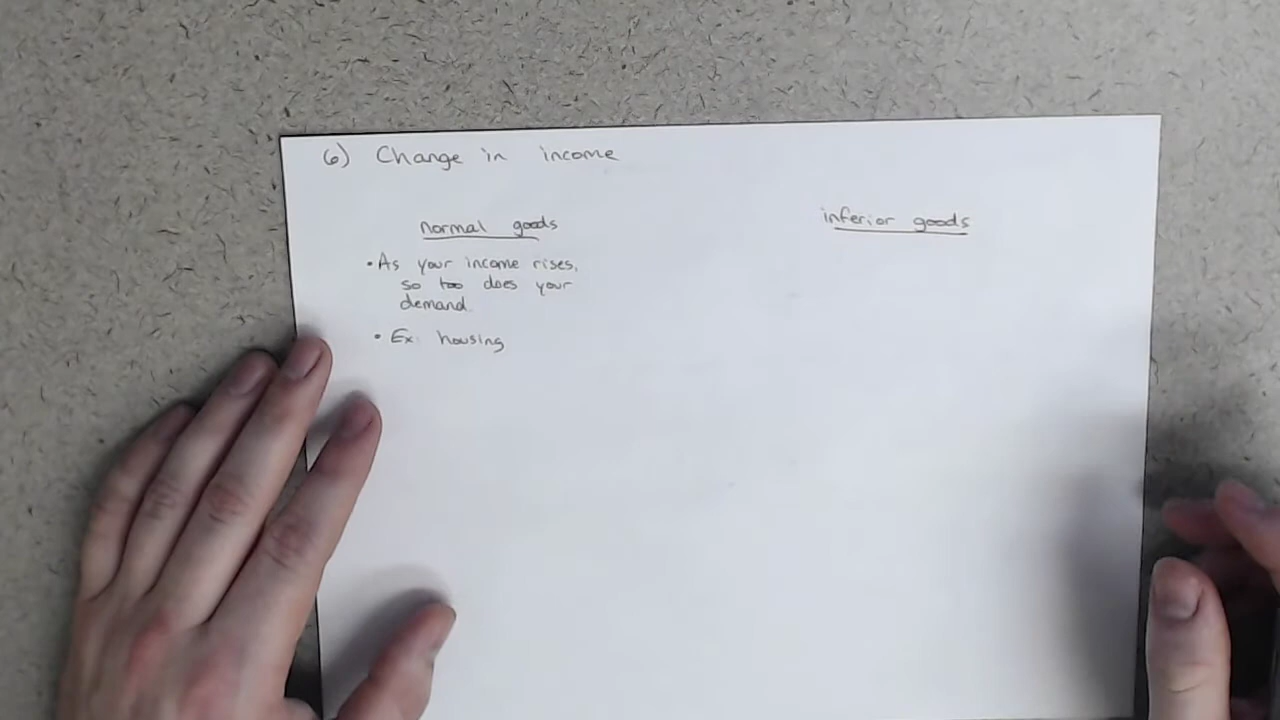 6) Change in income
normal goods
• As your income rises,
so too does your
demand.
• Ex: housing
inferior goods